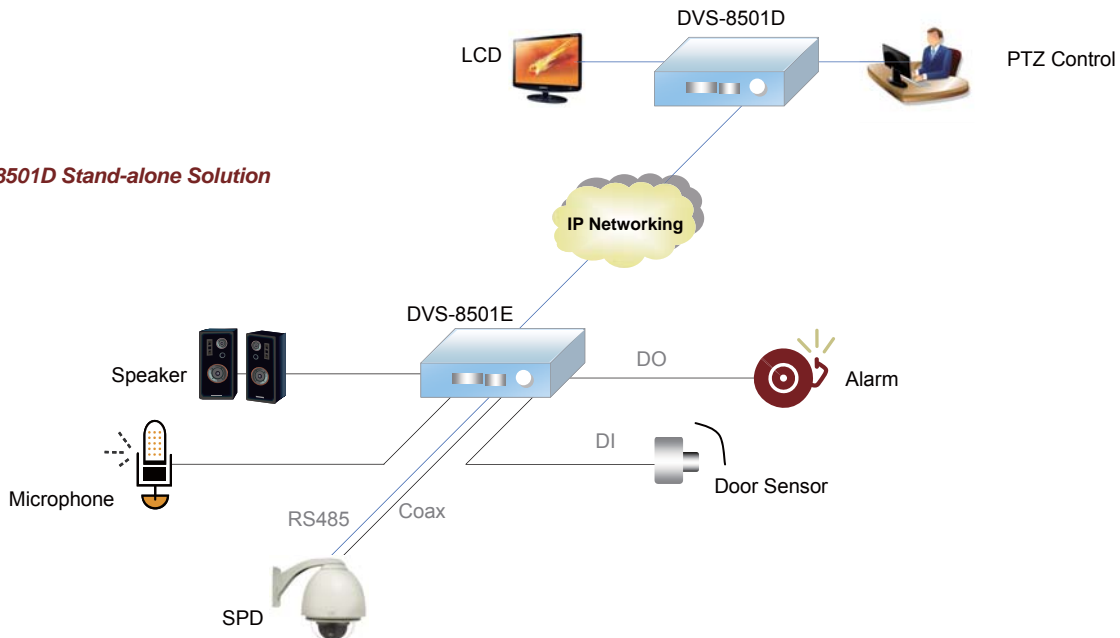 DVS-8501D
LCD
PTZ Control
8501D Stand-alone Solution
IP Networking
DVS-8501E
Speaker
DO
Alarm
DI
Door Sensor
Microphone
RS485
Coax
SPD